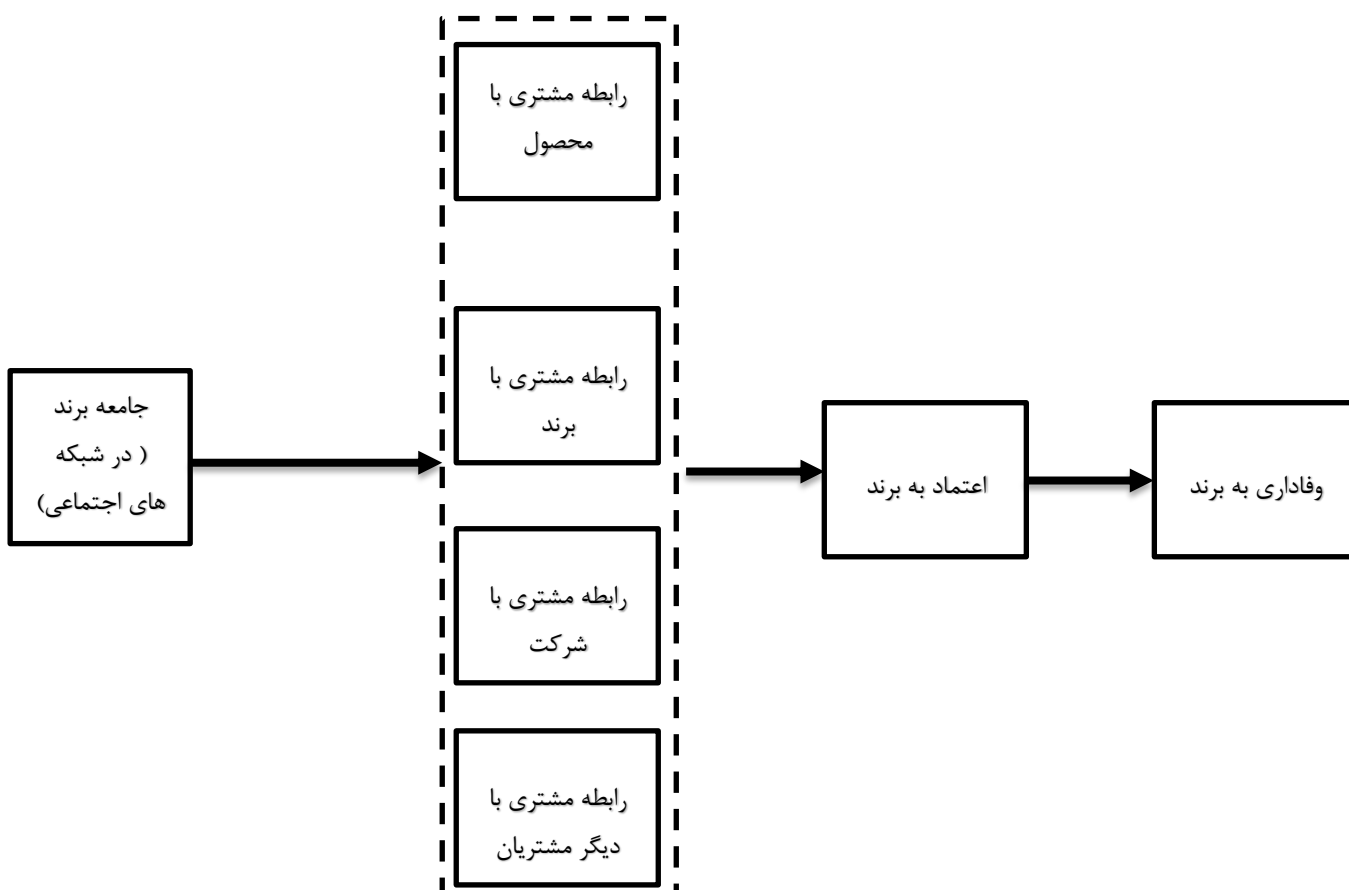 رابطه مشتری با
محصول
رابطه مشتری با
برند
جامعه برند
( در شبکه
های اجتماعی)
اعتماد به برند
وفاداری به برند
رابطه مشتری با
شرکت
رابطه مشتری با
دیگر مشتریان